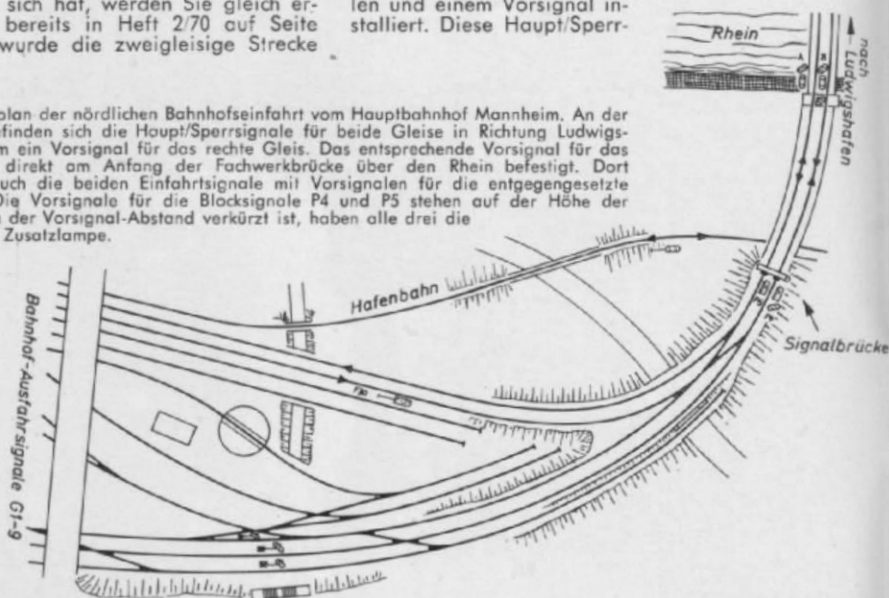 sich hat, werden Sie gleich er-
bereits in Heft 2/70 auf Seite
wurde die zweigleisige Strecke
len und einem Vorsignal in-
stalliert. Diese Haupt/Sperr-
plan der nördlichen Bahnhofseinfahrt vom Hauptbahnhof Mannheim. An der
finden sich die Haupt/Sperrsignale für beide Gleise in Richtung Ludwigs-
ein Vorsignal für das rechte Gleis. Das entsprechende Vorsignal für das
direkt am Anfang der Fachwerkbrücke über den Rhein befestigt. Dort
uch die beiden Einfahrtsignale mit Vorsignalen für die entgegengesetzte
Die Vorsignale für die Blocksignale P4 und P5 stehen auf der Höhe der
der Vorsignal-Abstand verkürzt ist, haben alle drei die
Zusatzlampe.
Rhein
A
nach
Ludwigshafen
Hafenbahn
Signalbrücke
Bahnhof-Ausfahrsignale G1-9